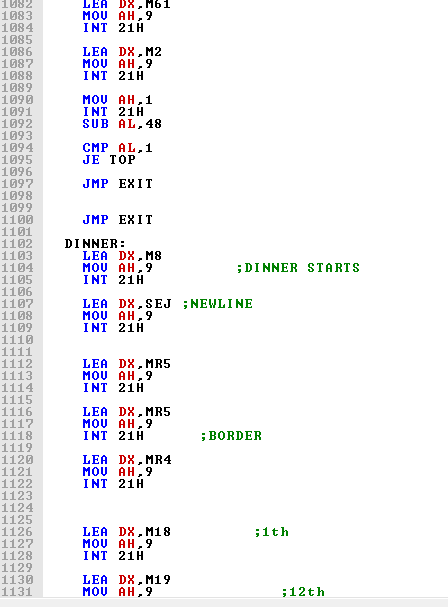 1082 LEA DX,M61
1083 MOV AH,9
1084 INT 21H
1085
1086 LEA DX,M2
1087 MOV AH,9
1088 INT 21H
1089
1090 MOV AH,1
1091 INT 21H
1092 SUB AL,48
1093
1094 CMP AL,1
1095 JE TOP
1096
1097 JMP EXIT
1098
1099
1100 JMP EXIT
1101
1102 DINNER:
1103 LEA DX,M8
1104 MOV AH,9 ;DINNER STARTS
1105 INT 21H
1106
1107 LEA DX,SEJ ;NEWLINE
1108 MOV AH,9
1109 INT 21H
1110
1111
1112 LEA DX,MR5
1113 MOV AH,9
1114 INT 21H
1115
1116 LEA DX,MR5
1117 MOV AH,9
1118 INT 21H ;BORDER
1119
1120 LEA DX,MR4
1121 MOV AH,9
1122 INT 21H
1123
1124
1125
1126 LEA DX,M18 ;1th
1127 MOV AH,9
1128 INT 21H
1129
1130 LEA DX,M19
1131 MOV AH,9 ;12th